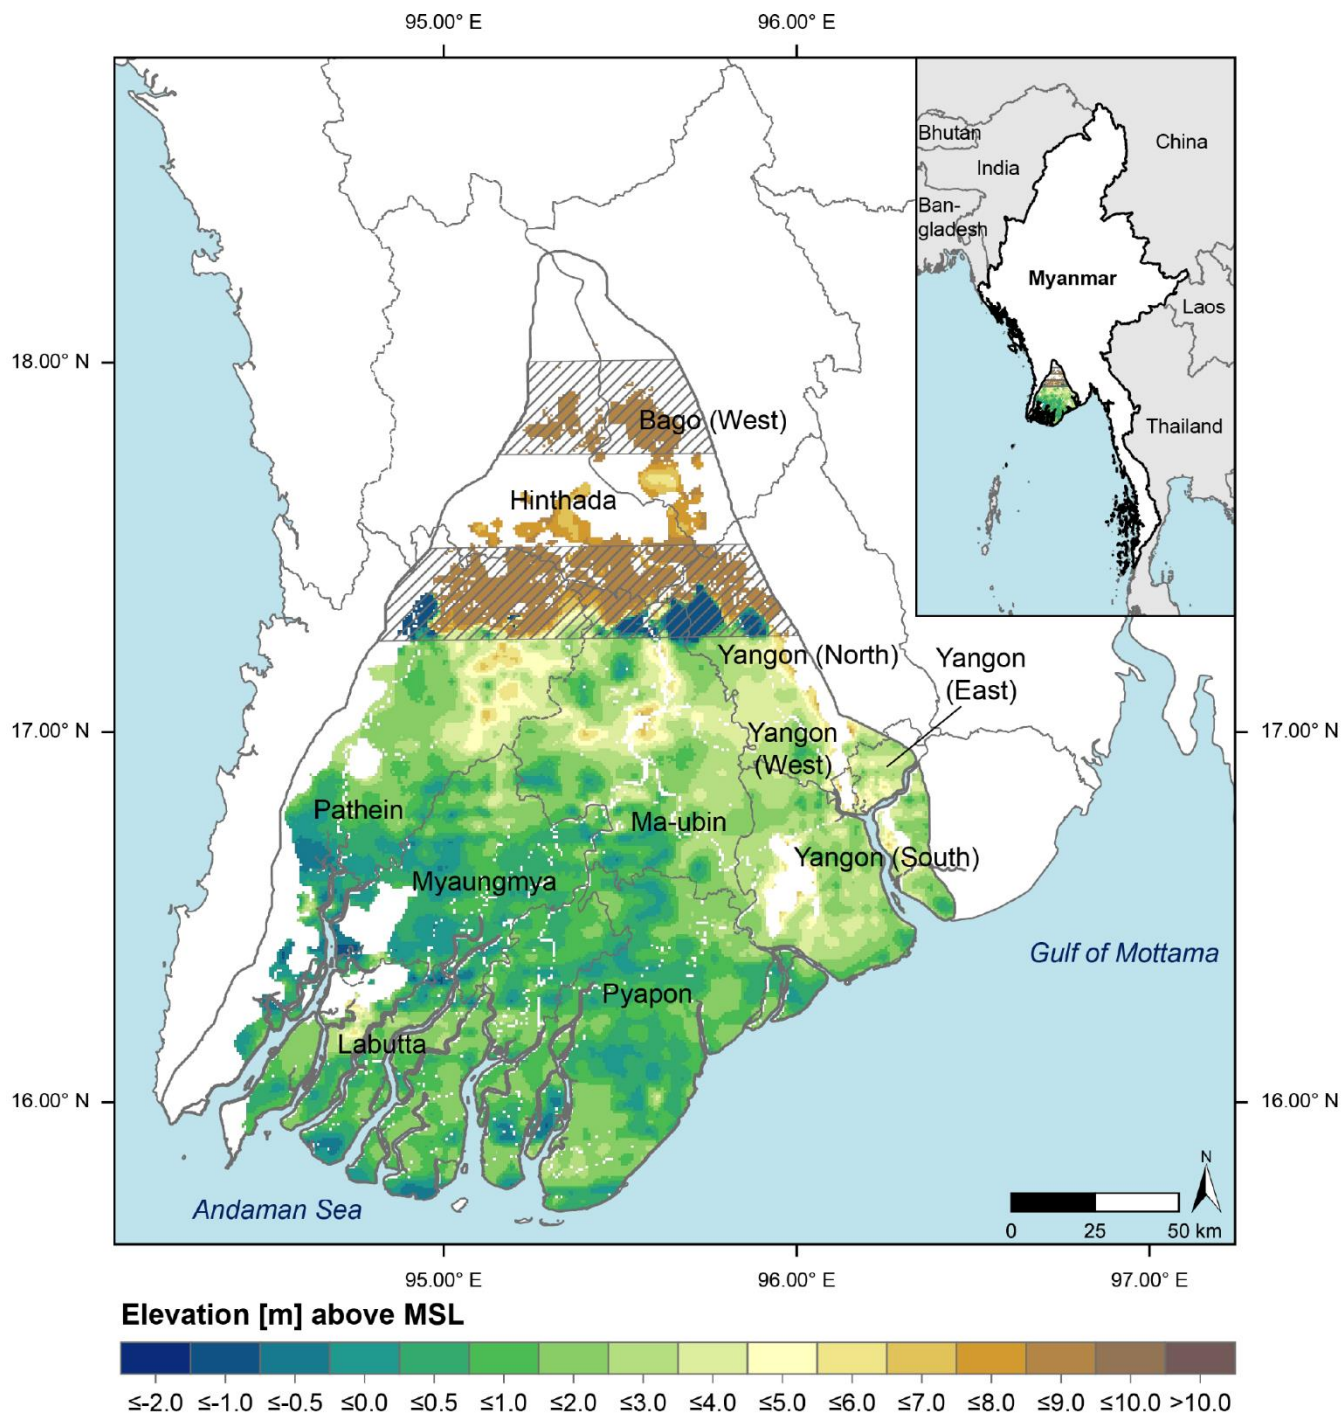 95.00° E
96.00° E
Bhutan
China
India
Ban-
gladesh
Myanmar
Laos
Thailand
18.00° N
Bago (West)
Hinthada
Yangon (North)
Yangon
(East)
17.00° N
17.00° N
Yangon
(West)
Pathein
Ma-ubin
Yangon (South)
Myaungmya
Gulf of Mottama
Pyapon
Labutta
16.00° N
16.00° N
Andaman Sea
N
0
25
50 km
95.00° E
96.00° E
97.00° E
Elevation [m] above MSL
≤-2.0 ≤-1.0 ≤-0.5 ≤0.0 ≤0.5 ≤1.0 ≤2.0 ≤3.0 ≤4.0 ≤5.0 ≤6.0 ≤7.0 ≤8.0 ≤9.0 ≤10.0 >10.0